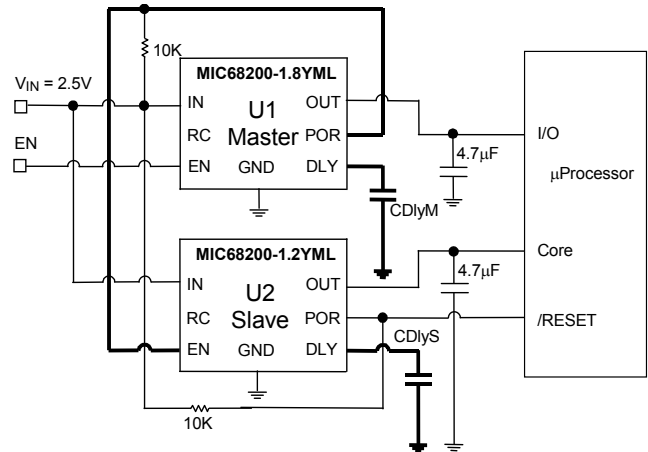 10K
VIN = 2.5V
EN
MIC68200-1.8YML
IN
OUT
U1
Master
RC
POR
EN
GND
DLY
CDlyM
4.7µF
I/O
µProcessor
MIC68200-1.2YML
IN
OUT
U2
Slave
RC
POR
EN
GND
DLY
CDlyS
4.7µF
Core
/RESET
10K